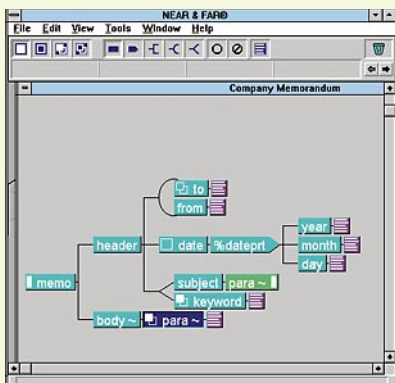 NEAR & FAR®
File Edit View Tools Window Help
Company Memorandum
to
from
year
header date %dateprt month
day
memo
subject para ~
keyword
body ~ para ~